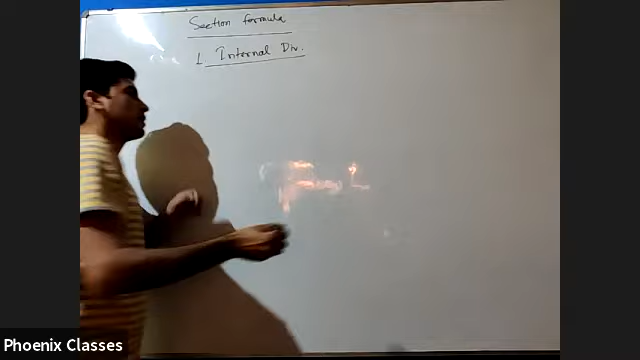 Section formula
1 Internal Div.
Phoenix Classes